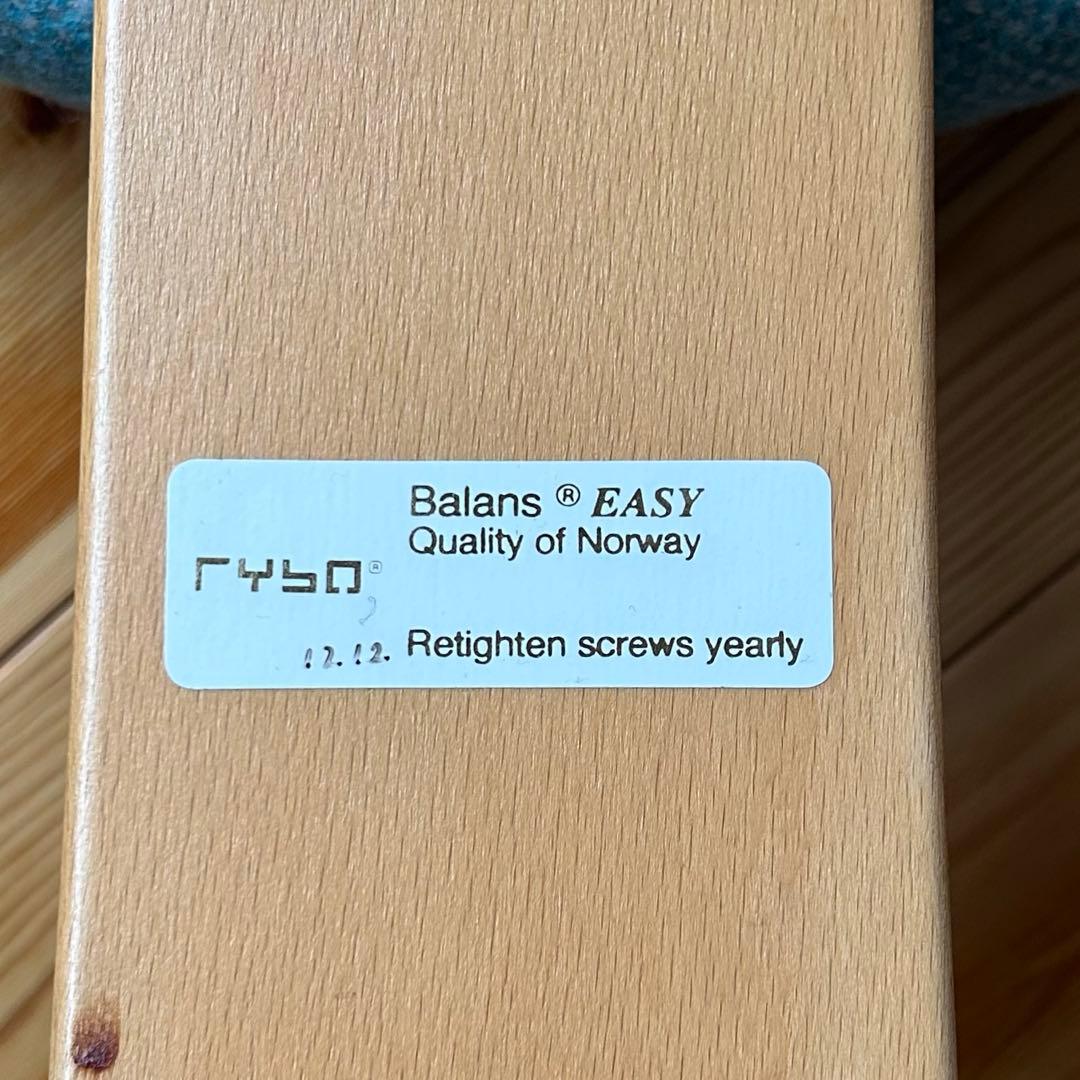 Balans ® EASY
Quality of Norway
rybo®
12.12. Retighten screws yearly